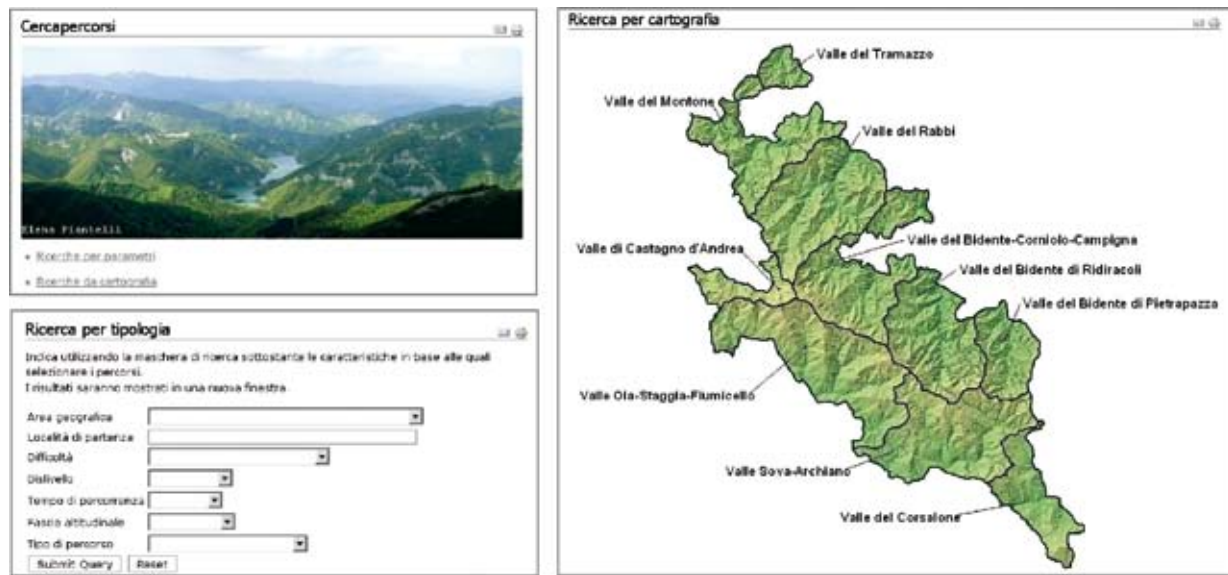 Cercapercorsi
Elena Piantelli
Ricerche per parametri
Ricerche da cartografia
Ricerca per tipologia
Indica utilizzando la maschera di ricerca sottostante le caratteristiche in base alle quali
selezionare i percorsi.
I risultati saranno mostrati in una nuova finestra
Area geografica
Località di partenza
Difficoltà
Dislivello
Tempo di percorrenza
Fascia altitudinale
Tipo di percorso
Submit Query Reset
Ricerca per cartografia
Valle del Tramazzo
Valle del Montone
Valle del Rabbi
Valle di Castagno d'Andrea
Valle del Bidente-Corniolo-Campigna
Valle del Bidente di Ridiracoli
Valle del Bidente di Pietrapazza
Valle Oia-Staggia-Fiumicello
Valle Sova-Archiano
Valle del Corsalone